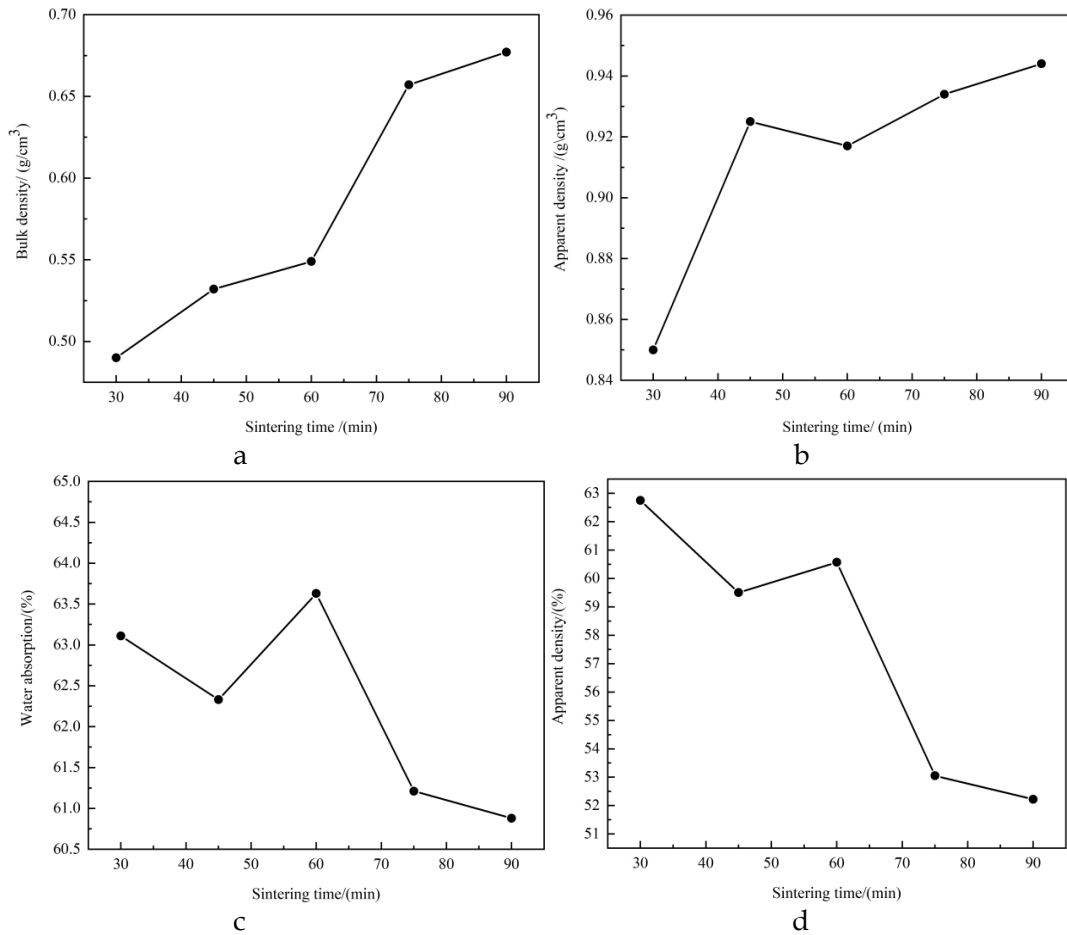 0.70
0.65
0.60
0.55
0.50
Bulk density/ (g/cm³)
30 40 50 60 70 80 90
Sintering time /(min)
a
0.96
0.94
0.92
0.90
0.88
0.86
0.84
Apparent density /(g\cm³)
30 40 50 60 70 80 90
Sintering time/ (min)
b
65.0
64.5
64.0
63.5
63.0
62.5
62.0
61.5
61.0
60.5
Water absorption/(%)
30 40 50 60 70 80 90
Sintering time/(min)
c
63
62
61
60
59
58
57
56
55
54
53
52
51
Apparent density/(%)
30 40 50 60 70 80 90
Sintering time/(min)
d